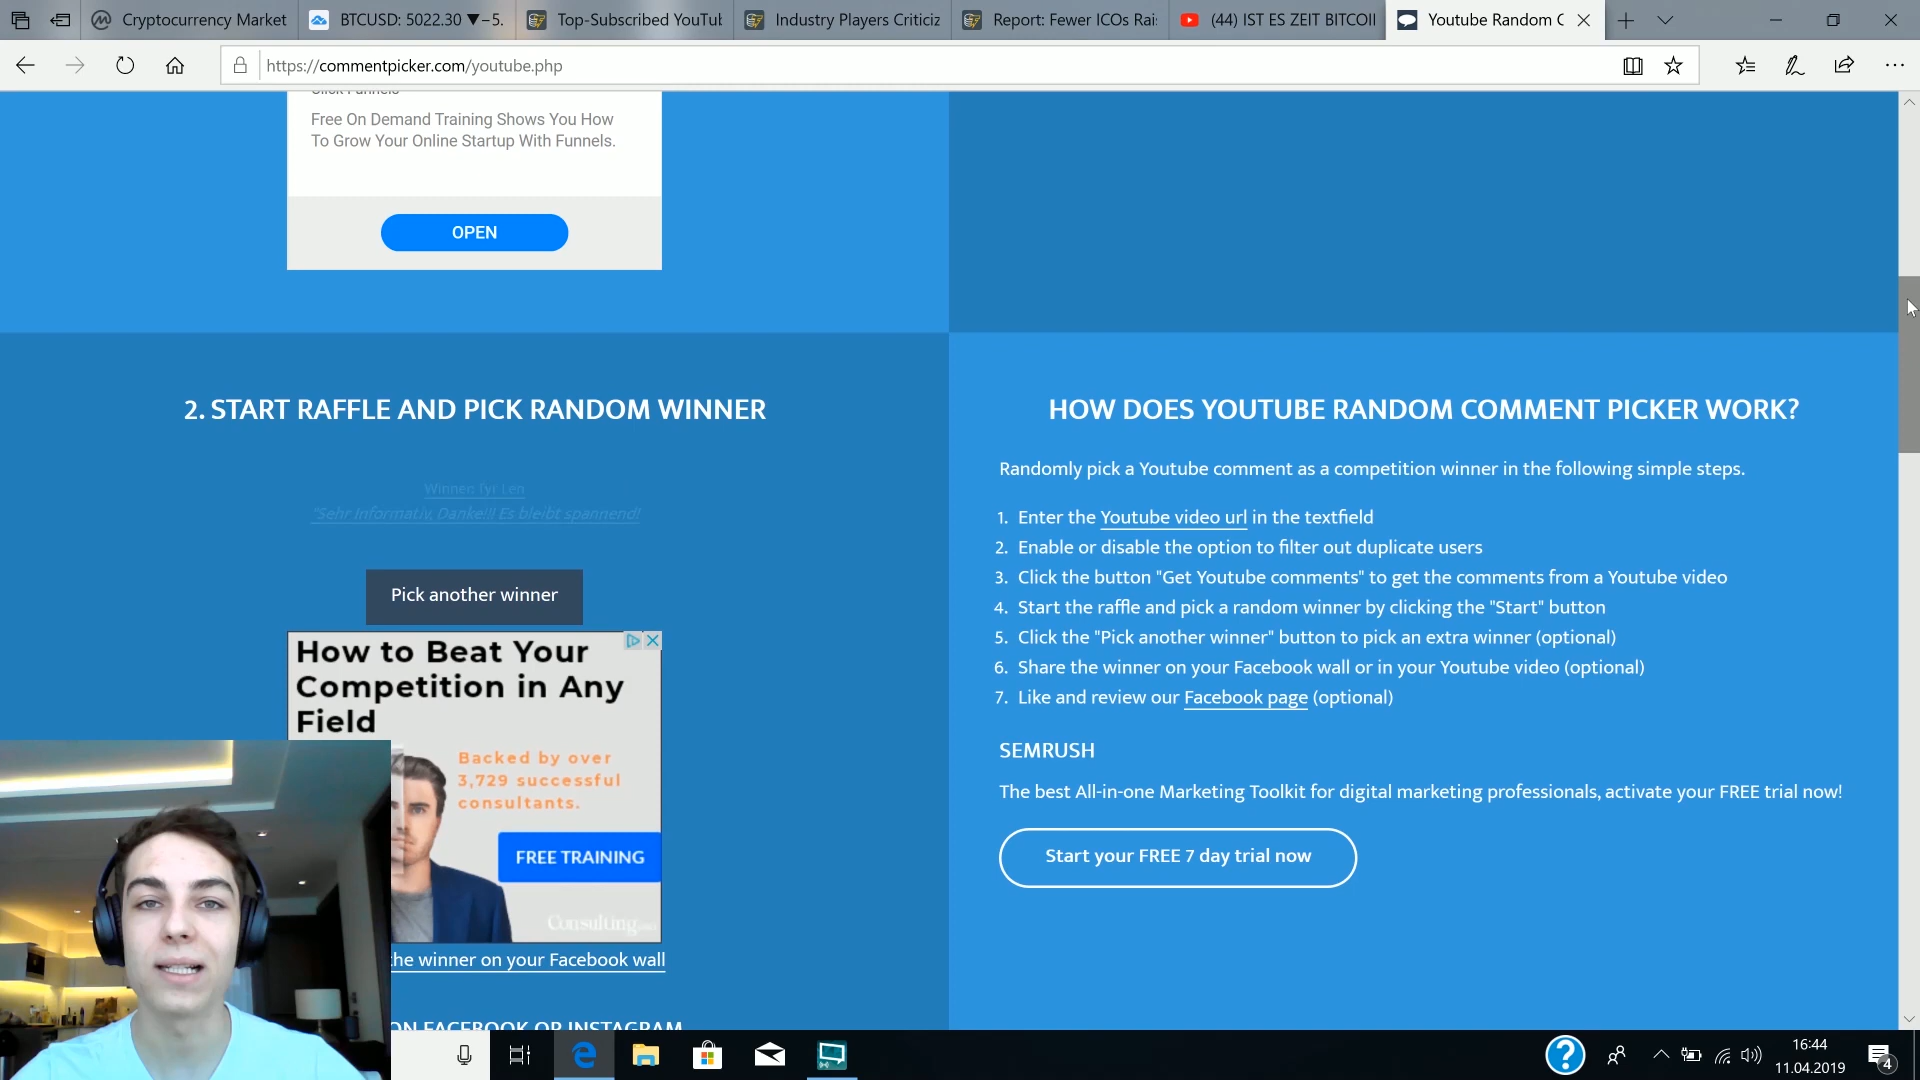 Cryptocurrency Market
BTCUSD: 5022.30 ▼−5.
Top-Subscribed YouTub
Industry Players Criticiz
Report: Fewer ICOs Rai
(44) IST ES ZEIT BITCOII
Youtube Random C
https://commentpicker.com/youtube.php
Click Funnels
Free On Demand Training Shows You How
To Grow Your Online Startup With Funnels.
OPEN
2. START RAFFLE AND PICK RANDOM WINNER
"Sehr Informativ, Danke!!! Es bleibt spannend!
Pick another winner
How to Beat Your
Competition in Any
Field
Backed by over
3,729 successful
consultants.
FREE TRAINING
Consulting.com
the winner on your Facebook wall
ON FACEBOOK OR INSTAGRAM
HOW DOES YOUTUBE RANDOM COMMENT PICKER WORK?
Randomly pick a Youtube comment as a competition winner in the following simple steps.
1. Enter the Youtube video url in the textfield
2. Enable or disable the option to filter out duplicate users
3. Click the button "Get Youtube comments" to get the comments from a Youtube video
4. Start the raffle and pick a random winner by clicking the "Start" button
5. Click the "Pick another winner" button to pick an extra winner (optional)
6. Share the winner on your Facebook wall or in your Youtube video (optional)
7. Like and review our Facebook page (optional)
SEMRUSH
The best All-in-one Marketing Toolkit for digital marketing professionals, activate your FREE trial now!
Start your FREE 7 day trial now
16:44
11.04.2019
4